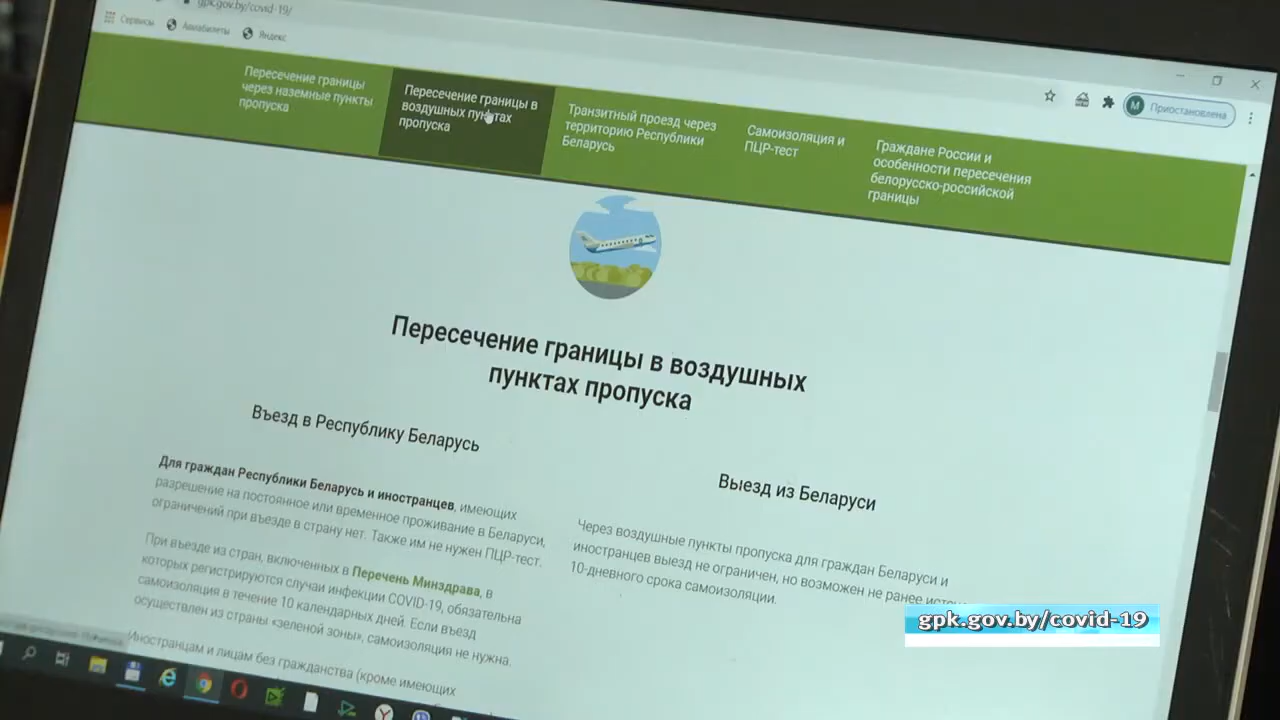 gpk.gov.by/covid-19/
Сервисы
Авиабилеты
Яндекс
Приостановлена
М
Пересечение границы
через наземные пункты
пропуска
Пересечение границы в
воздушных пунктах
пропуска
Транзитный проезд через
территорию Республики
Беларусь
Самоизоляция и
ПЦР-тест
Граждане России и
особенности пересечения
белорусско-российской
границы
Пересечение границы в воздушных
пунктах пропуска
Въезд в Республику Беларусь
Для граждан Республики Беларусь и иностранцев, имеющих
разрешение на постоянное или временное проживание в Беларуси,
ограничений при въезде в страну нет. Также им не нужен ПЦР-тест.
При въезде из стран, включенных в Перечень Минздрава, в
которых регистрируются случаи инфекции COVID-19, обязательна
самоизоляция в течение 10 календарных дней. Если въезд
осуществлен из страны «зеленой зоны», самоизоляция не нужна.
Иностранцам и лицам без гражданства (кроме имеющих
Выезд из Беларуси
Через воздушные пункты пропуска для граждан Беларуси и
иностранцев выезд не ограничен, но возможен не ранее
10-дневного срока самоизоляции.
gpk.gov.by/covid-19